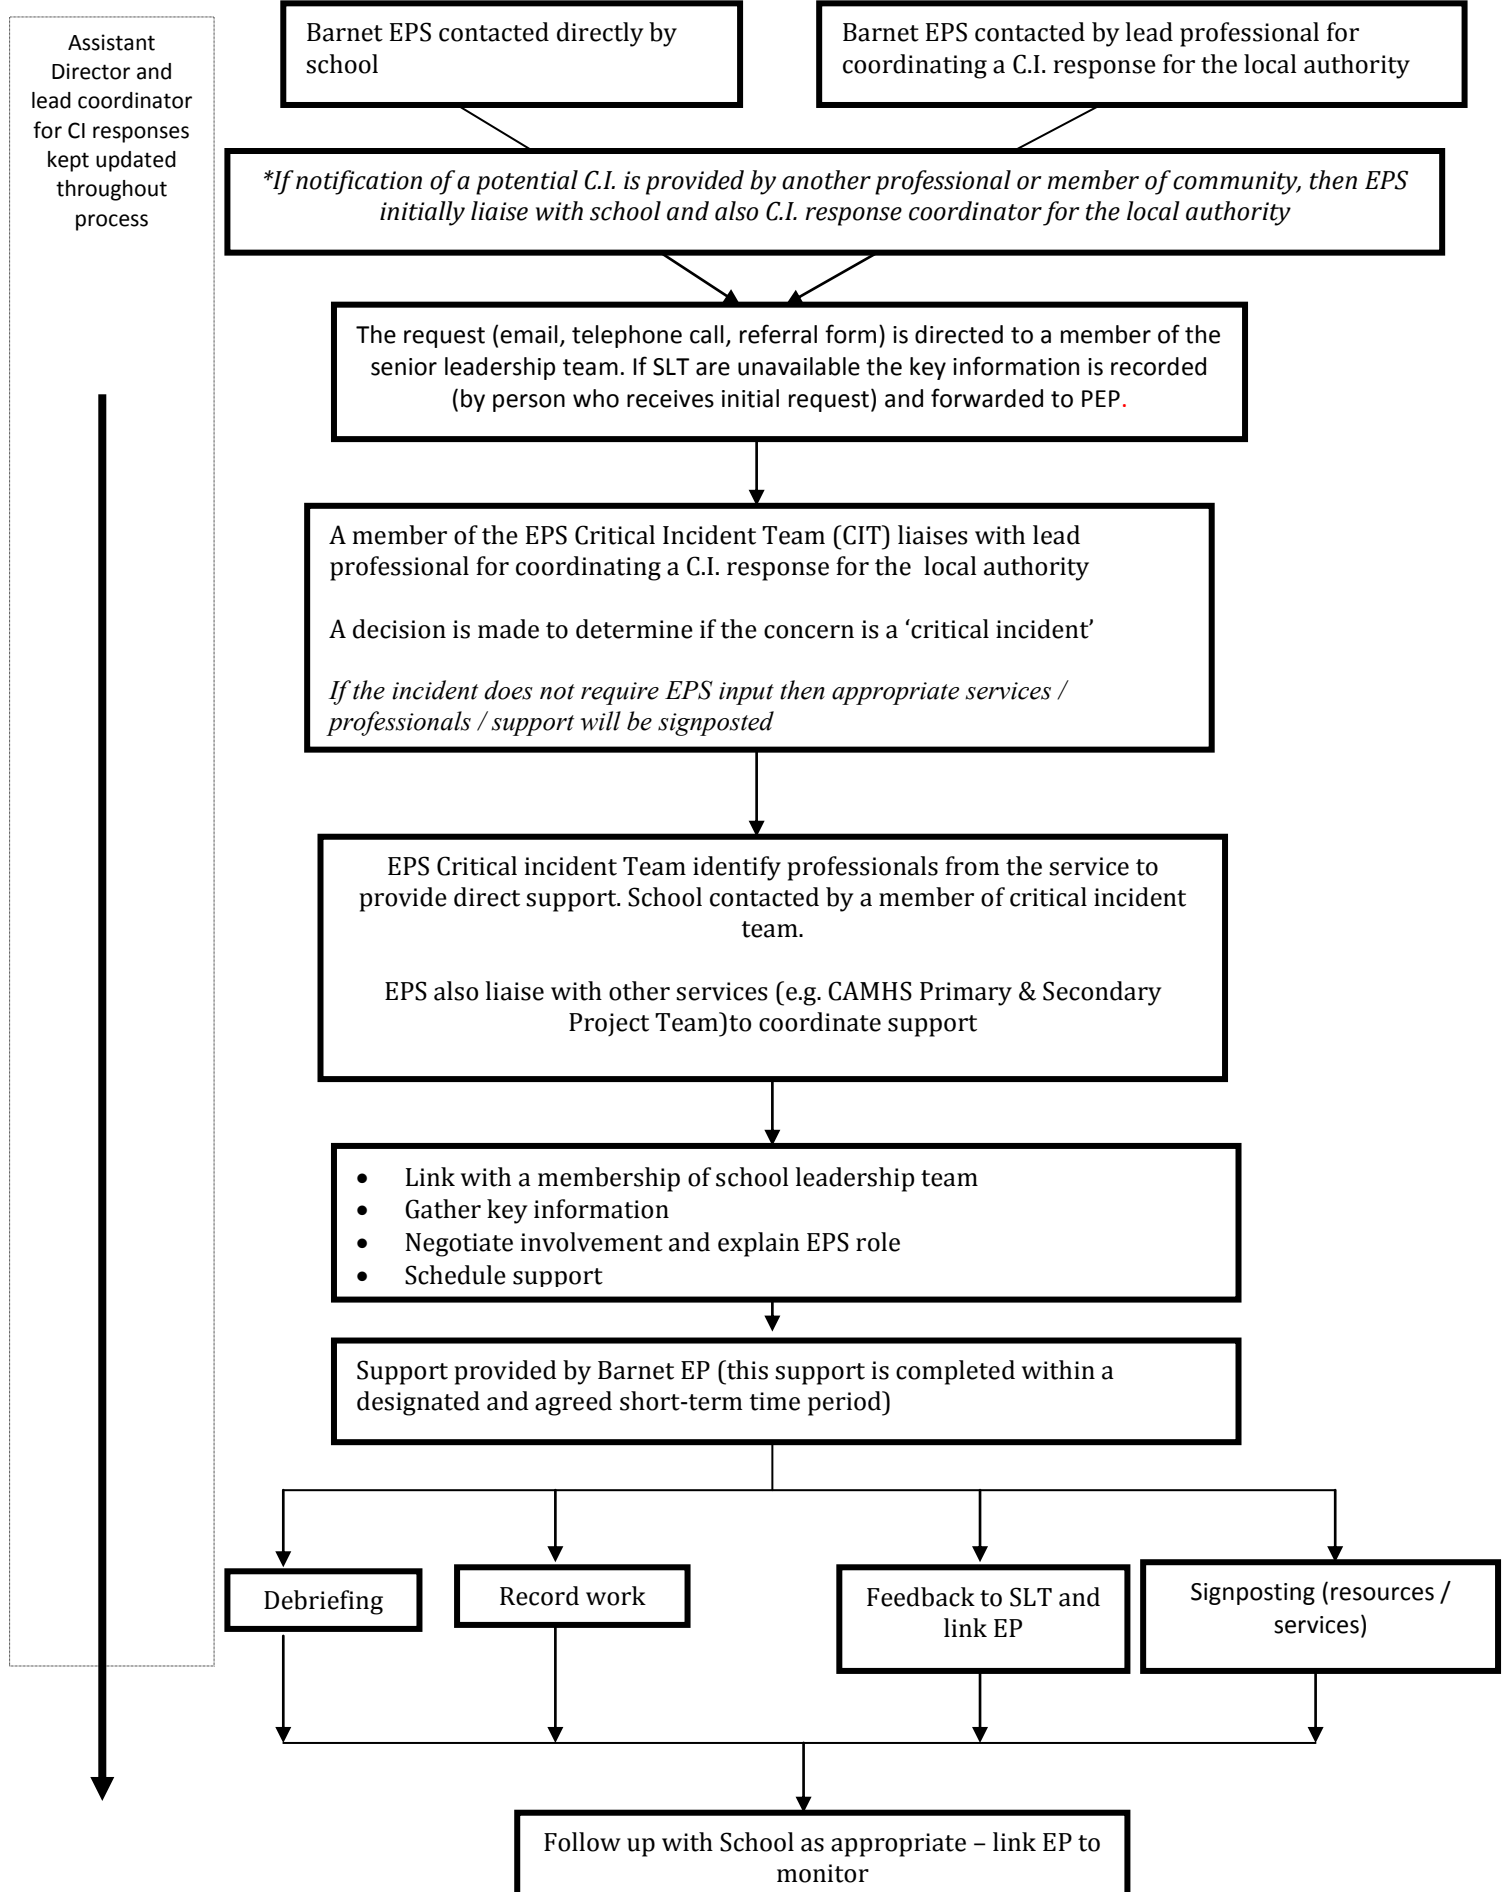 Assistant
Director and
lead coordinator
for CI responses
kept updated
throughout
process
Barnet EPS contacted directly by
school
Barnet EPS contacted by lead professional for
coordinating a C.I. response for the local authority
*If notification of a potential C.I. is provided by another professional or member of community, then EPS
initially liaise with school and also C.I. response coordinator for the local authority
The request (email, telephone call, referral form) is directed to a member of the
senior leadership team. If SLT are unavailable the key information is recorded
(by person who receives initial request) and forwarded to PEP.
A member of the EPS Critical Incident Team (CIT) liaises with lead
professional for coordinating a C.I. response for the local authority
A decision is made to determine if the concern is a ‘critical incident’
If the incident does not require EPS input then appropriate services /
professionals / support will be signposted
EPS Critical incident Team identify professionals from the service to
provide direct support. School contacted by a member of critical incident
team.
EPS also liaise with other services (e.g. CAMHS Primary & Secondary
Project Team)to coordinate support
• Link with a membership of school leadership team
• Gather key information
• Negotiate involvement and explain EPS role
• Schedule support
Support provided by Barnet EP (this support is completed within a
designated and agreed short-term time period)
Debriefing
Record work
Feedback to SLT and
link EP
Signposting (resources /
services)
Follow up with School as appropriate – link EP to
monitor